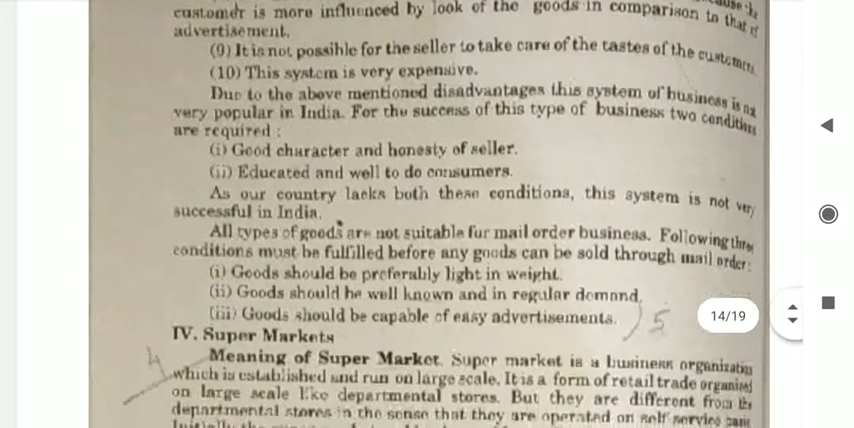 customer is more influenced by look of the goods in comparison to that of
advertisement.
(9) It is not possible for the seller to take care of the tastes of the customers.
(10) This system is very expensive.
Due to the above mentioned disadvantages this system of business is not
very popular in India. For the success of this type of business two conditions
are required :
(i) Good character and honesty of seller.
(ii) Educated and well to do consumers.
As our country lacks both these conditions, this system is not very
successful in India.
All types of goods are not suitable for mail order business. Following three
conditions must be fulfilled before any goods can be sold through mail order:
(i) Goods should be preferably light in weight.
(ii) Goods should be well known and in regular demand.
(iii) Goods should be capable of easy advertisements.
5
14/19
IV. Super Markets
4
Meaning of Super Market. Super market is a business organization
which is established and run on large scale. It is a form of retail trade organised
on large scale like departmental stores. But they are different from the
departmental stores in the sense that they are operated on self service